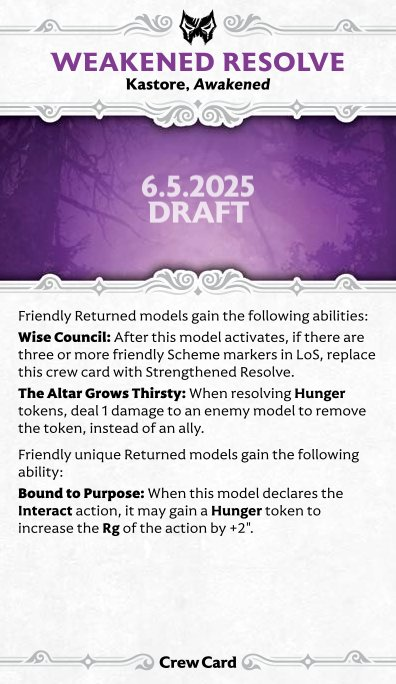 WEAKENED RESOLVE
Kastore, Awakened
6.5.2025
DRAFT
Friendly Returned models gain the following abilities:
Wise Council: After this model activates, if there are
three or more friendly Scheme markers in LoS, replace
this crew card with Strengthened Resolve.
The Altar Grows Thirsty: When resolving Hunger
tokens, deal 1 damage to an enemy model to remove
the token, instead of an ally.
Friendly unique Returned models gain the following
ability:
Bound to Purpose: When this model declares the
Interact action, it may gain a Hunger token to
increase the Rg of the action by +2".
Crew Card